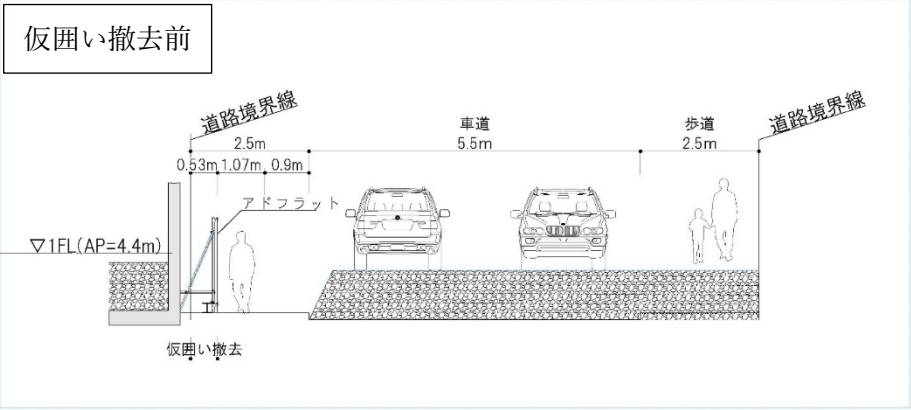 仮囲い撤去前
道路境界線
道路境界線
車道
歩道
2.5m
5.5m
2.5m
0.53m
1.07m
0.9m
アドフラット
▽1FL(AP=4.4m)
仮囲い撤去